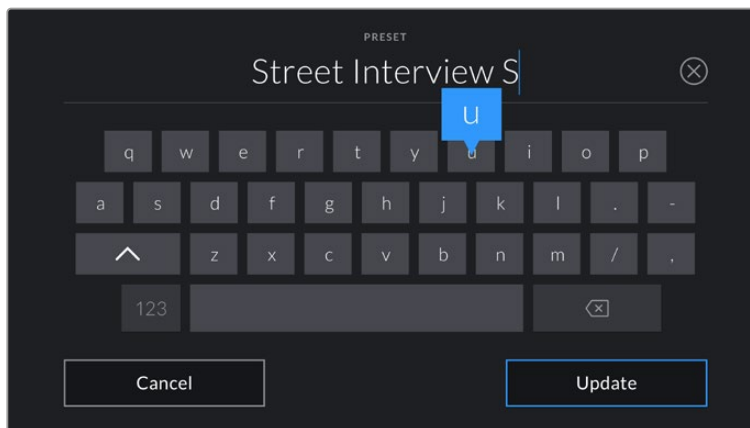 PRESET
Street Interview S
u
q w e r t y u i o p
a s d f g h j k l . -
z x c v b n m / ,
123
Cancel Update